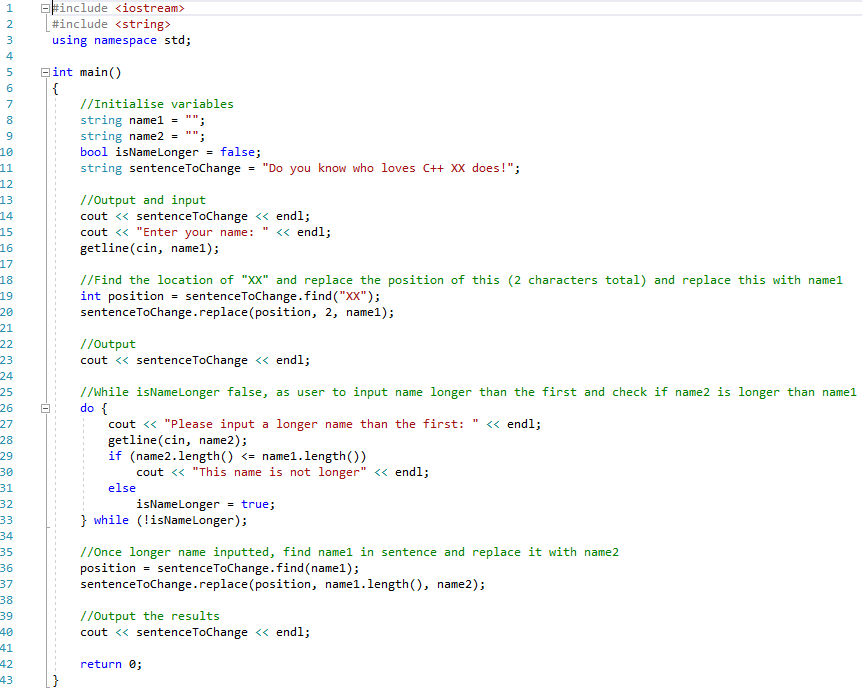 1 #include <iostream>
2 #include <string>
3 using namespace std;
4
5 int main()
6 {
7 //Initialise variables
8 string name1 = "";
9 string name2 = "";
10 bool isNameLonger = false;
11 string sentenceToChange = "Do you know who loves C++ XX does!";
12
13 //Output and input
14 cout << sentenceToChange << endl;
15 cout << "Enter your name: " << endl;
16 getline(cin, name1);
17
18 //Find the location of "XX" and replace the position of this (2 characters total) and replace this with name1
19 int position = sentenceToChange.find("XX");
20 sentenceToChange.replace(position, 2, name1);
21
22 //Output
23 cout << sentenceToChange << endl;
24
25 //While isNameLonger false, as user to input name longer than the first and check if name2 is longer than name1
26 do {
27 cout << "Please input a longer name than the first: " << endl;
28 getline(cin, name2);
29 if (name2.length() <= name1.length())
30 cout << "This name is not longer" << endl;
31 else
32 isNameLonger = true;
33 } while (!isNameLonger);
34
35 //Once longer name inputted, find name1 in sentence and replace it with name2
36 position = sentenceToChange.find(name1);
37 sentenceToChange.replace(position, name1.length(), name2);
38
39 //Output the results
40 cout << sentenceToChange << endl;
41
42 return 0;
43 }